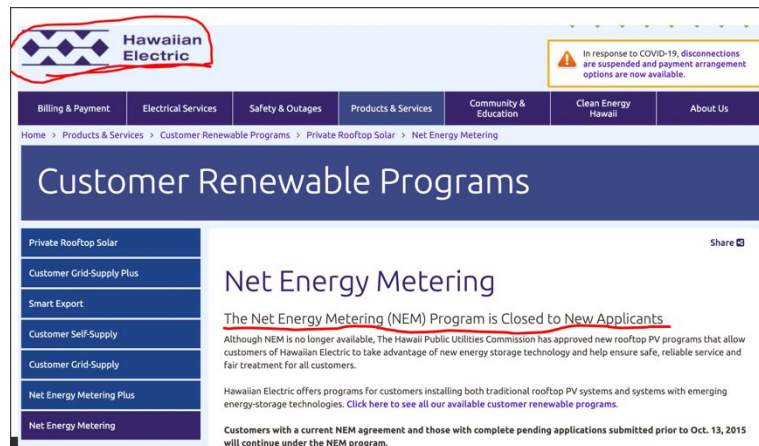 Hawaiian
Electric
In response to COVID-19, disconnections
are suspended and payment arrangement
options are now available.
Billing & Payment
Electrical Services
Safety & Outages
Products & Services
Community &
Education
Clean Energy
Hawaii
About Us
Home > Products & Services > Customer Renewable Programs > Private Rooftop Solar > Net Energy Metering
Customer Renewable Programs
Private Rooftop Solar
Customer Grid-Supply Plus
Smart Export
Customer Self-Supply
Customer Grid-Supply
Net Energy Metering Plus
Net Energy Metering
Share
Net Energy Metering
The Net Energy Metering (NEM) Program is Closed to New Applicants
Although NEM is no longer available, The Hawaii Public Utilities Commission has approved new rooftop PV programs that allow
customers of Hawaiian Electric to take advantage of new energy storage technology and help ensure safe, reliable service and
fair treatment for all customers.
Hawaiian Electric offers programs for customers installing both traditional rooftop PV systems and systems with emerging
energy-storage technologies. Click here to see all our available customer renewable programs.
Customers with a current NEM agreement and those with complete pending applications submitted prior to Oct. 13, 2015
will continue under the NEM program.